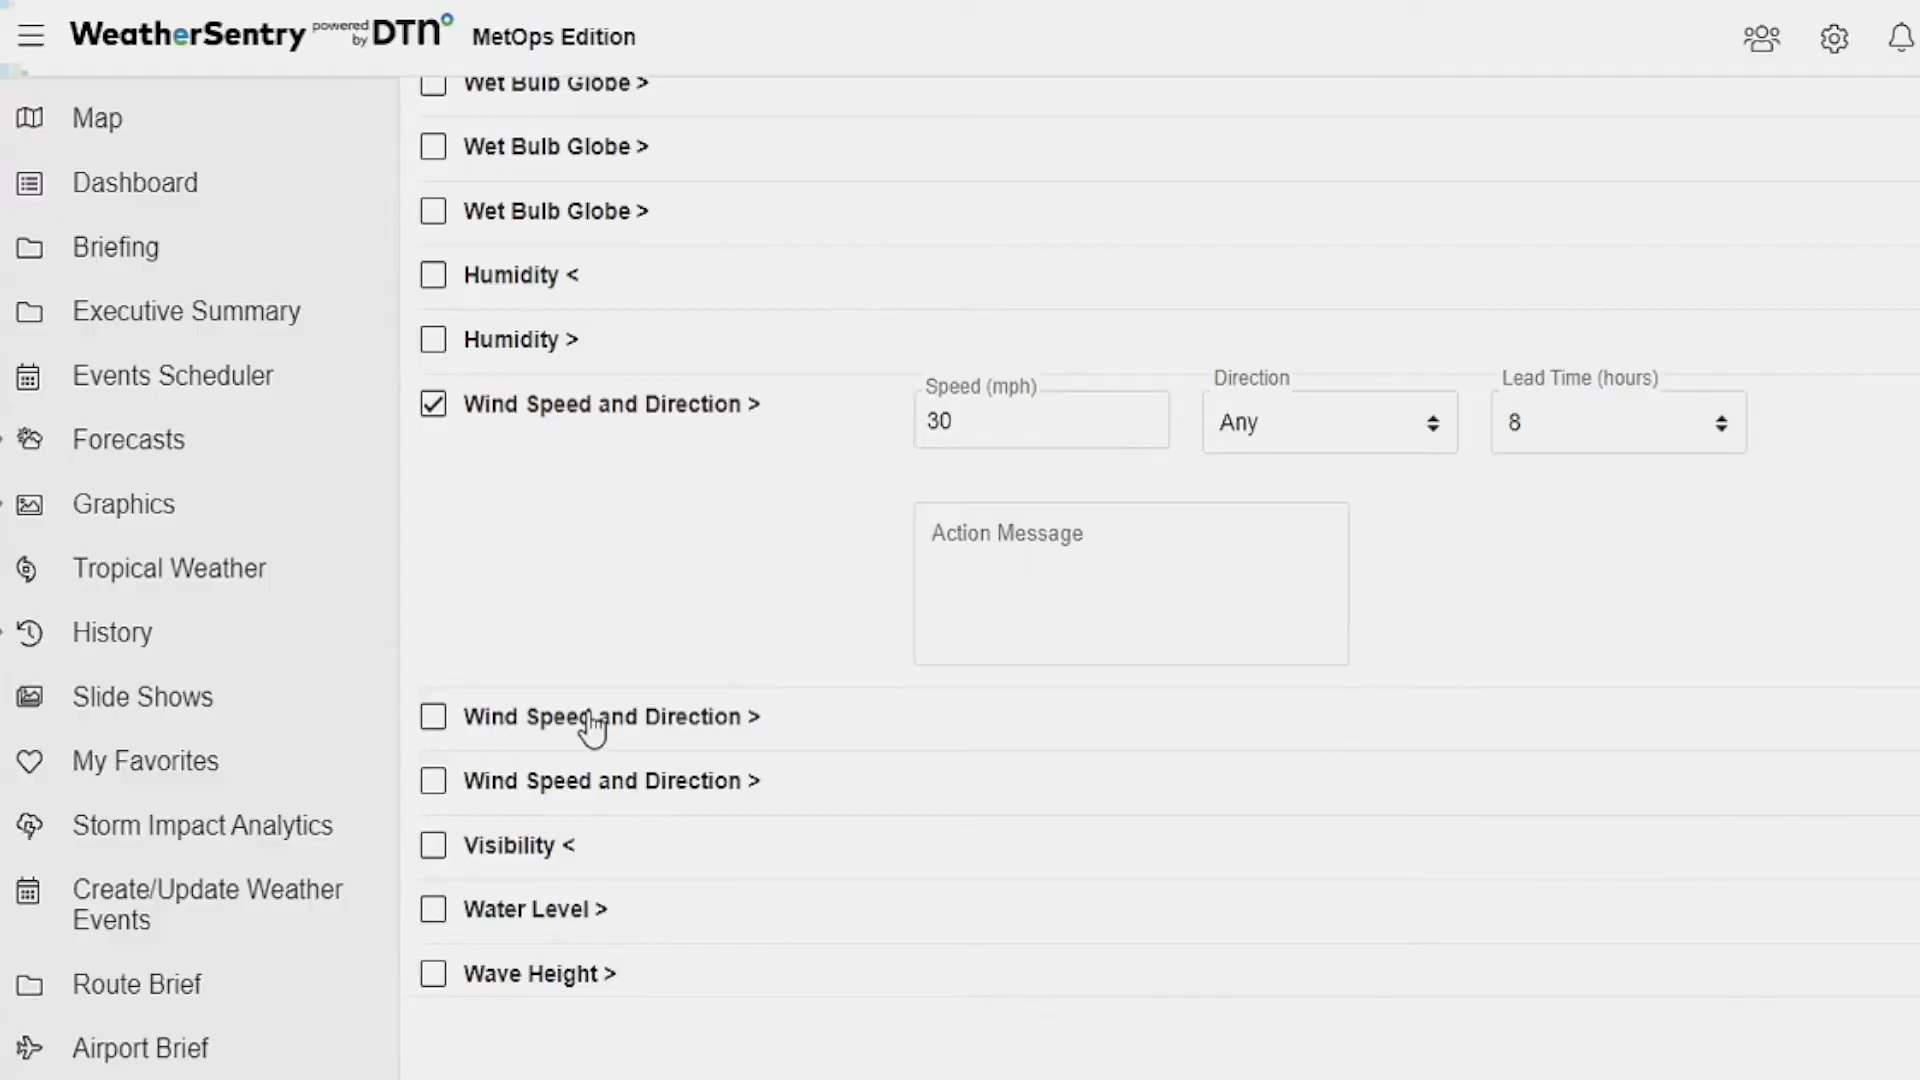 WeatherSentry powered by DTN MetOps Edition
Map
Dashboard
Briefing
Executive Summary
Events Scheduler
Forecasts
Graphics
Tropical Weather
History
Slide Shows
My Favorites
Storm Impact Analytics
Create/Update Weather
Events
Route Brief
Airport Brief
Wet Bulb Globe >
Wet Bulb Globe >
Wet Bulb Globe >
Humidity <
Humidity >
Wind Speed and Direction >
Speed (mph)
30
Direction
Any
Lead Time (hours)
8
Action Message
Wind Speed and Direction >
Wind Speed and Direction >
Visibility <
Water Level >
Wave Height >